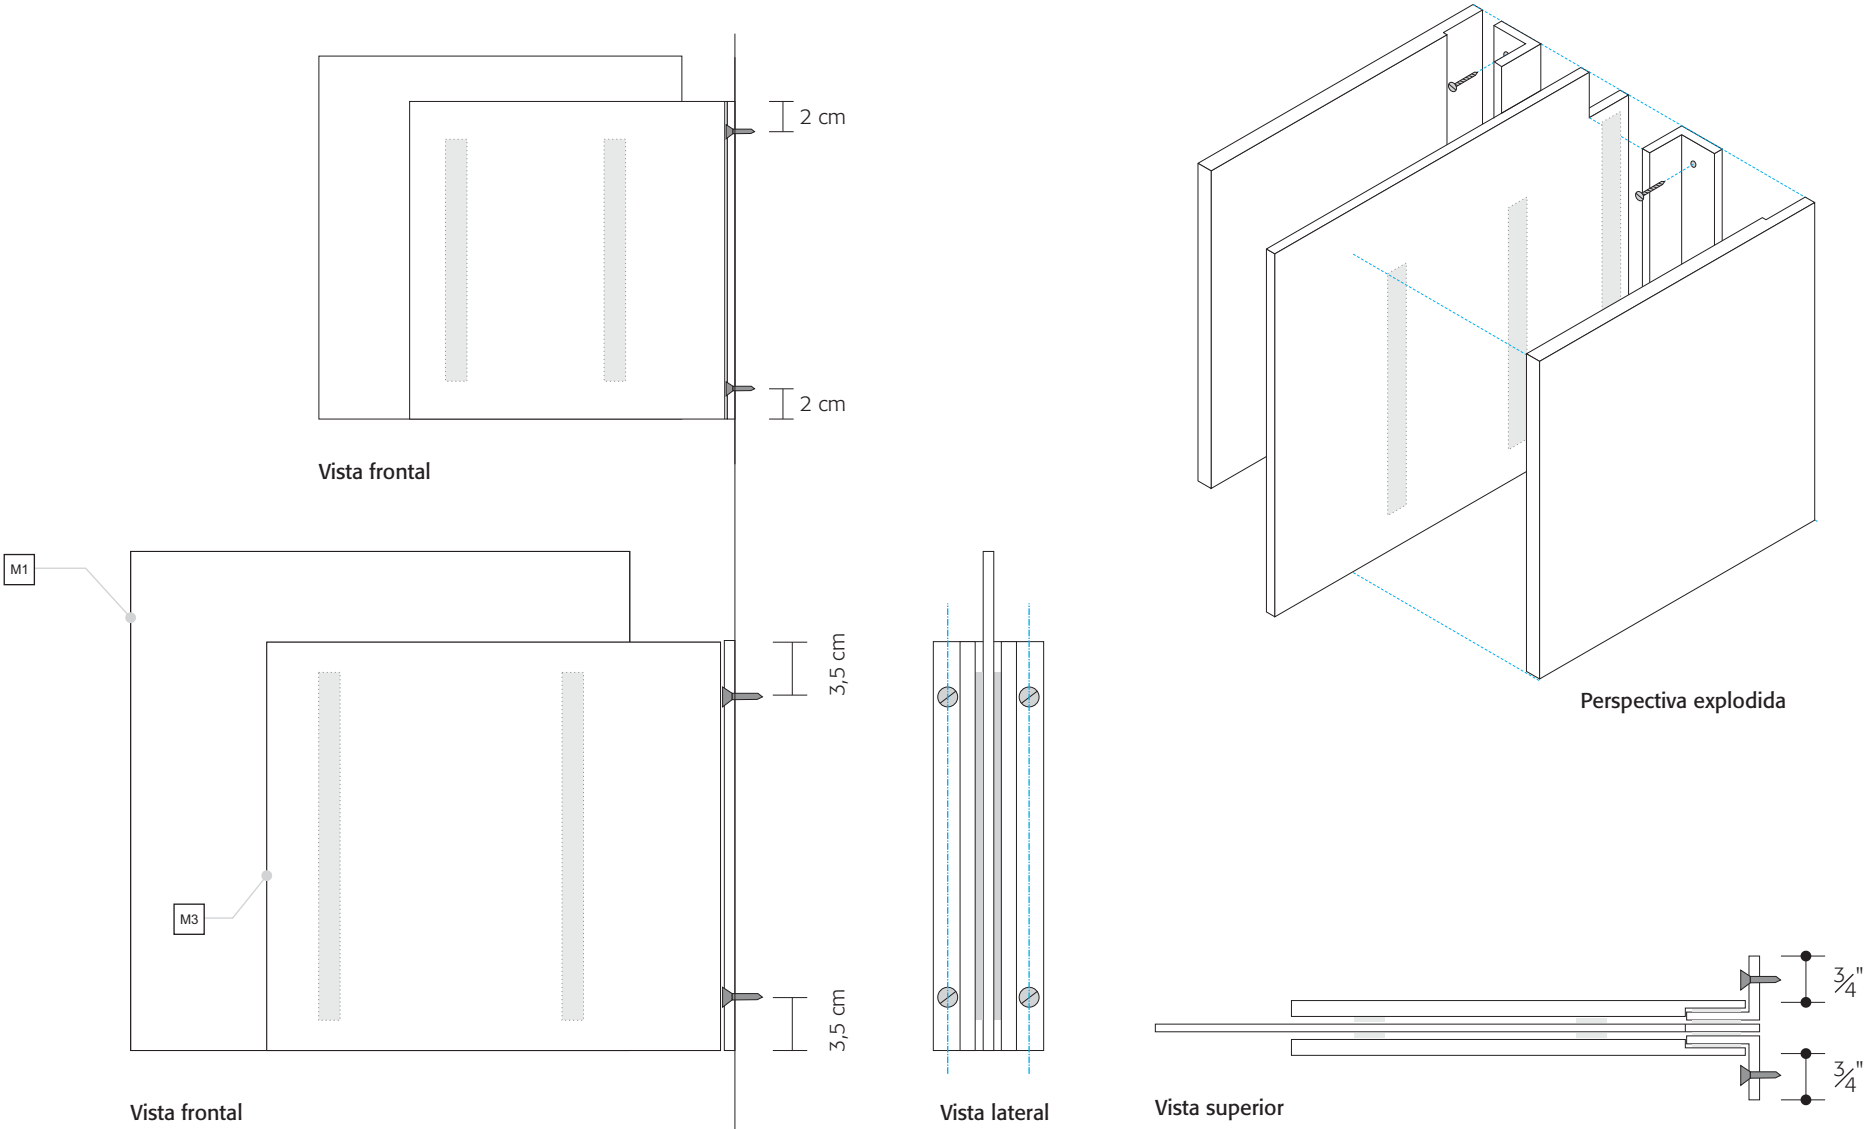 2 cm
2 cm
Vista frontal
Perspectiva explodida
M1
M3
3,5 cm
3,5 cm
3/4"
3/4"
Vista frontal
Vista lateral
Vista superior